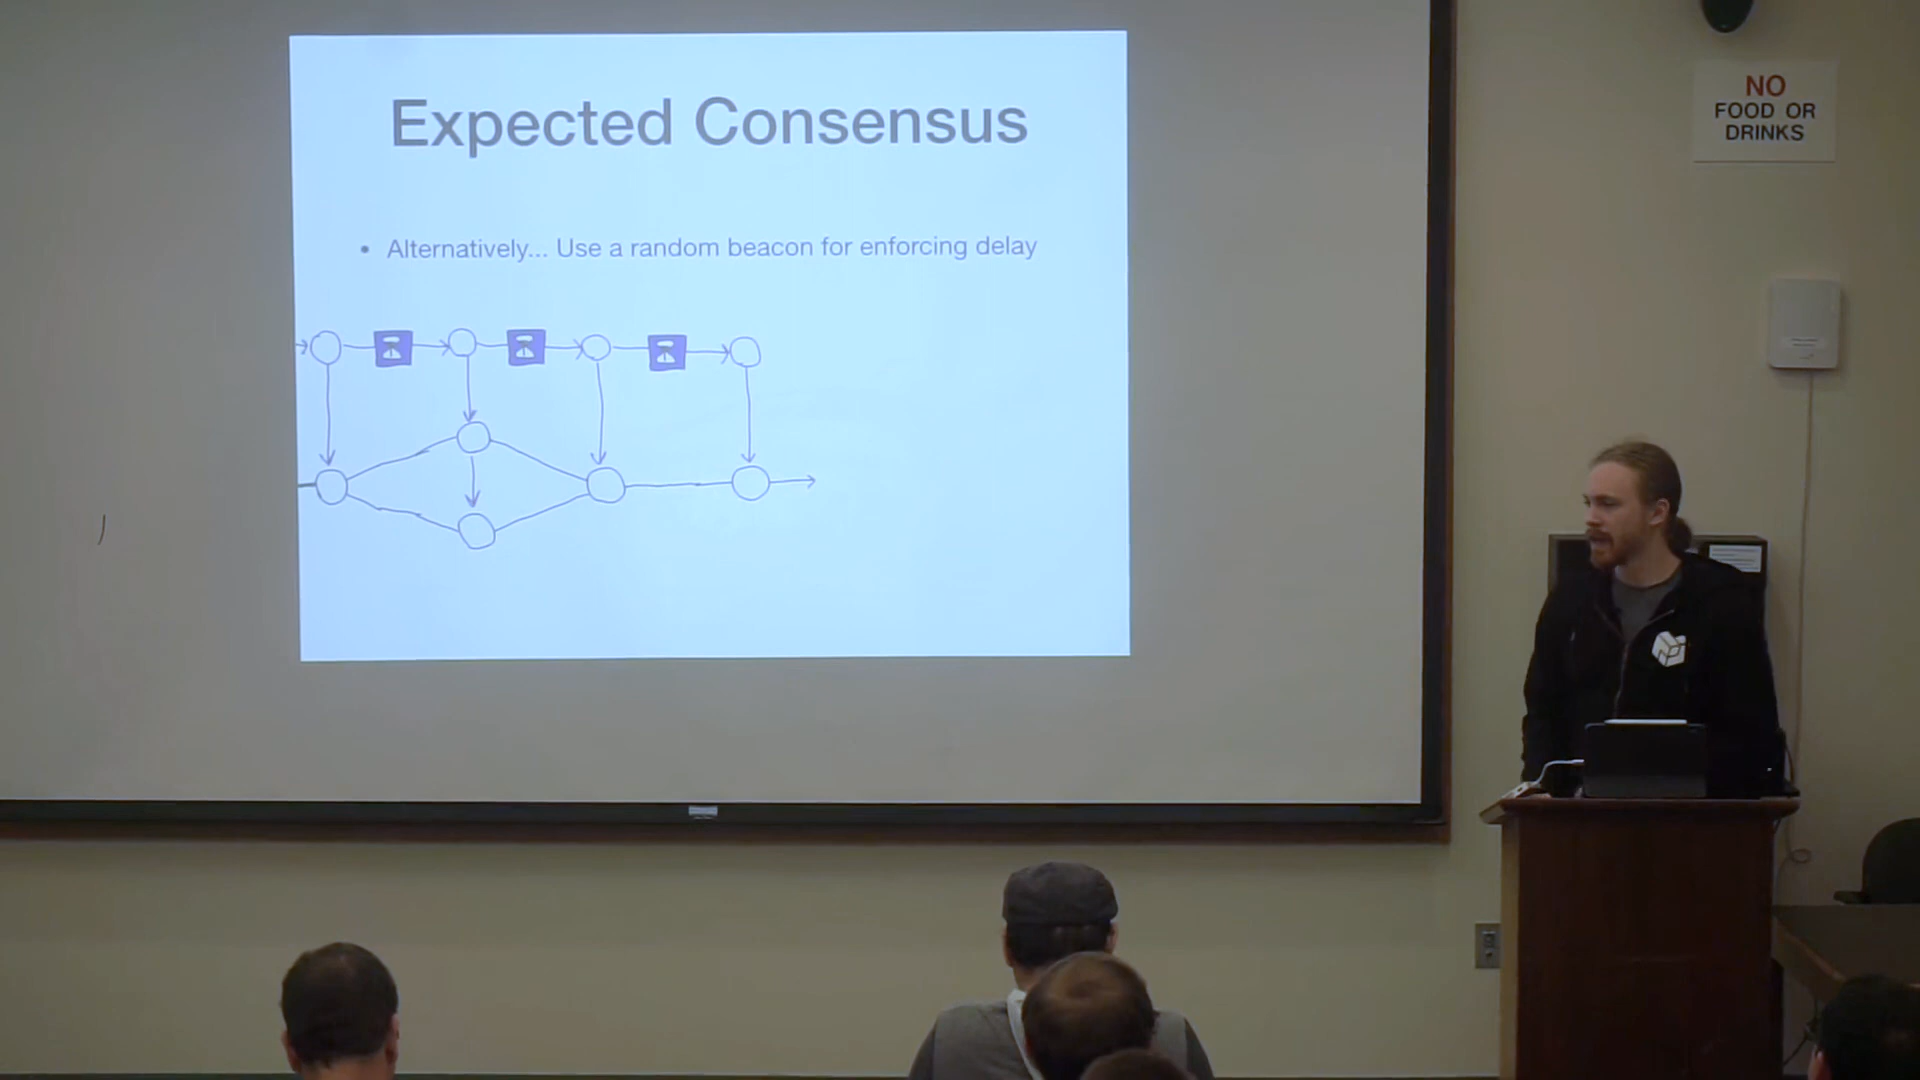 Expected Consensus
• Alternatively... Use a random beacon for enforcing delay
NO
FOOD OR
DRINKS